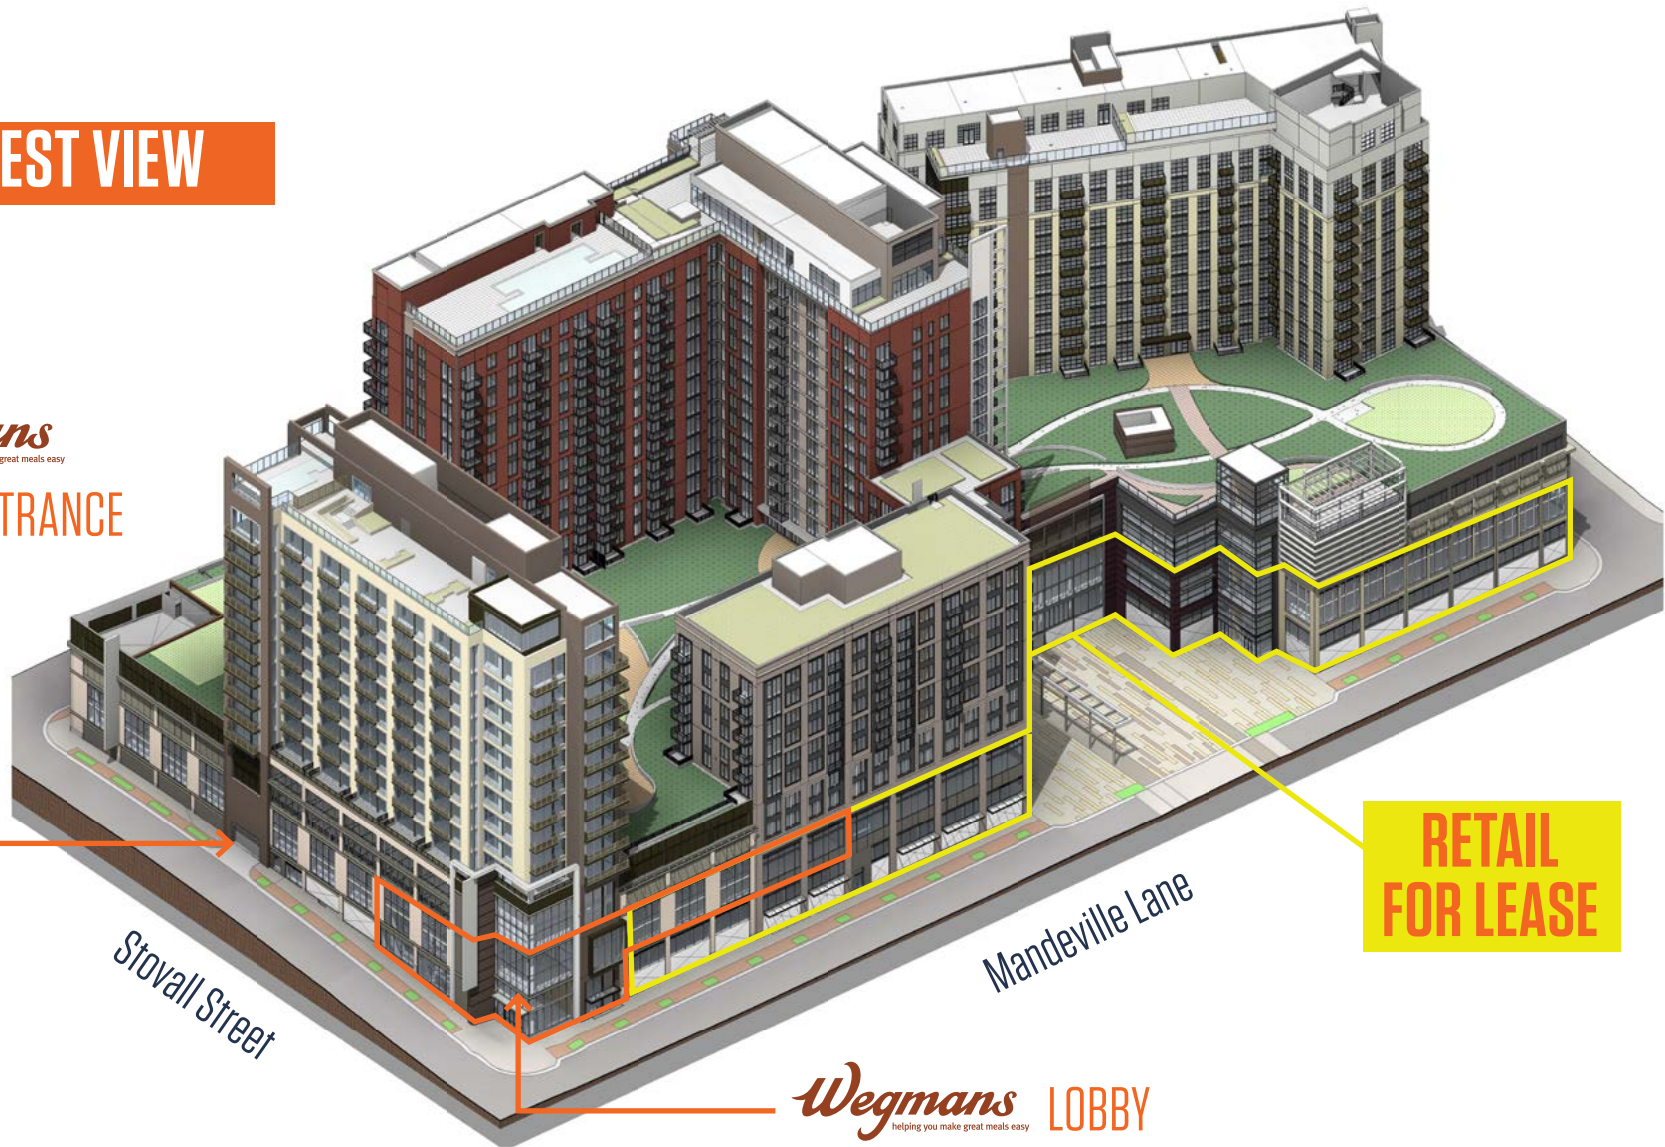 EST VIEW
ans
great meals easy
TRANCE
Stovall Street
Mandeville Lane
RETAIL
FOR LEASE
Wegmans LOBBY
helping you make great meals easy